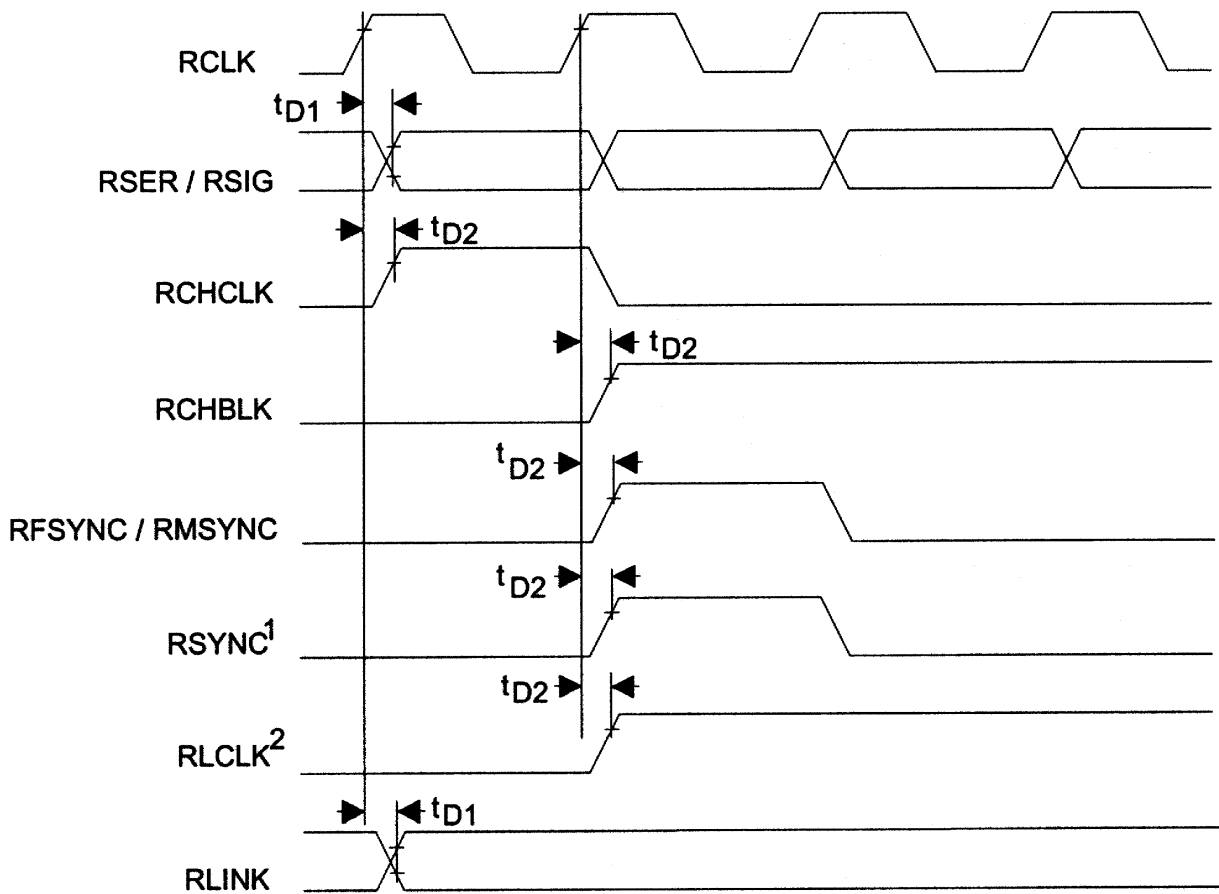 RCLK
tD1
RSER / RSIG
tD2
RCHCLK
tD2
RCHBLK
tD2
RFSYNC / RMSYNC
tD2
RSYNC1
tD2
RLCLK2
tD1
RLINK